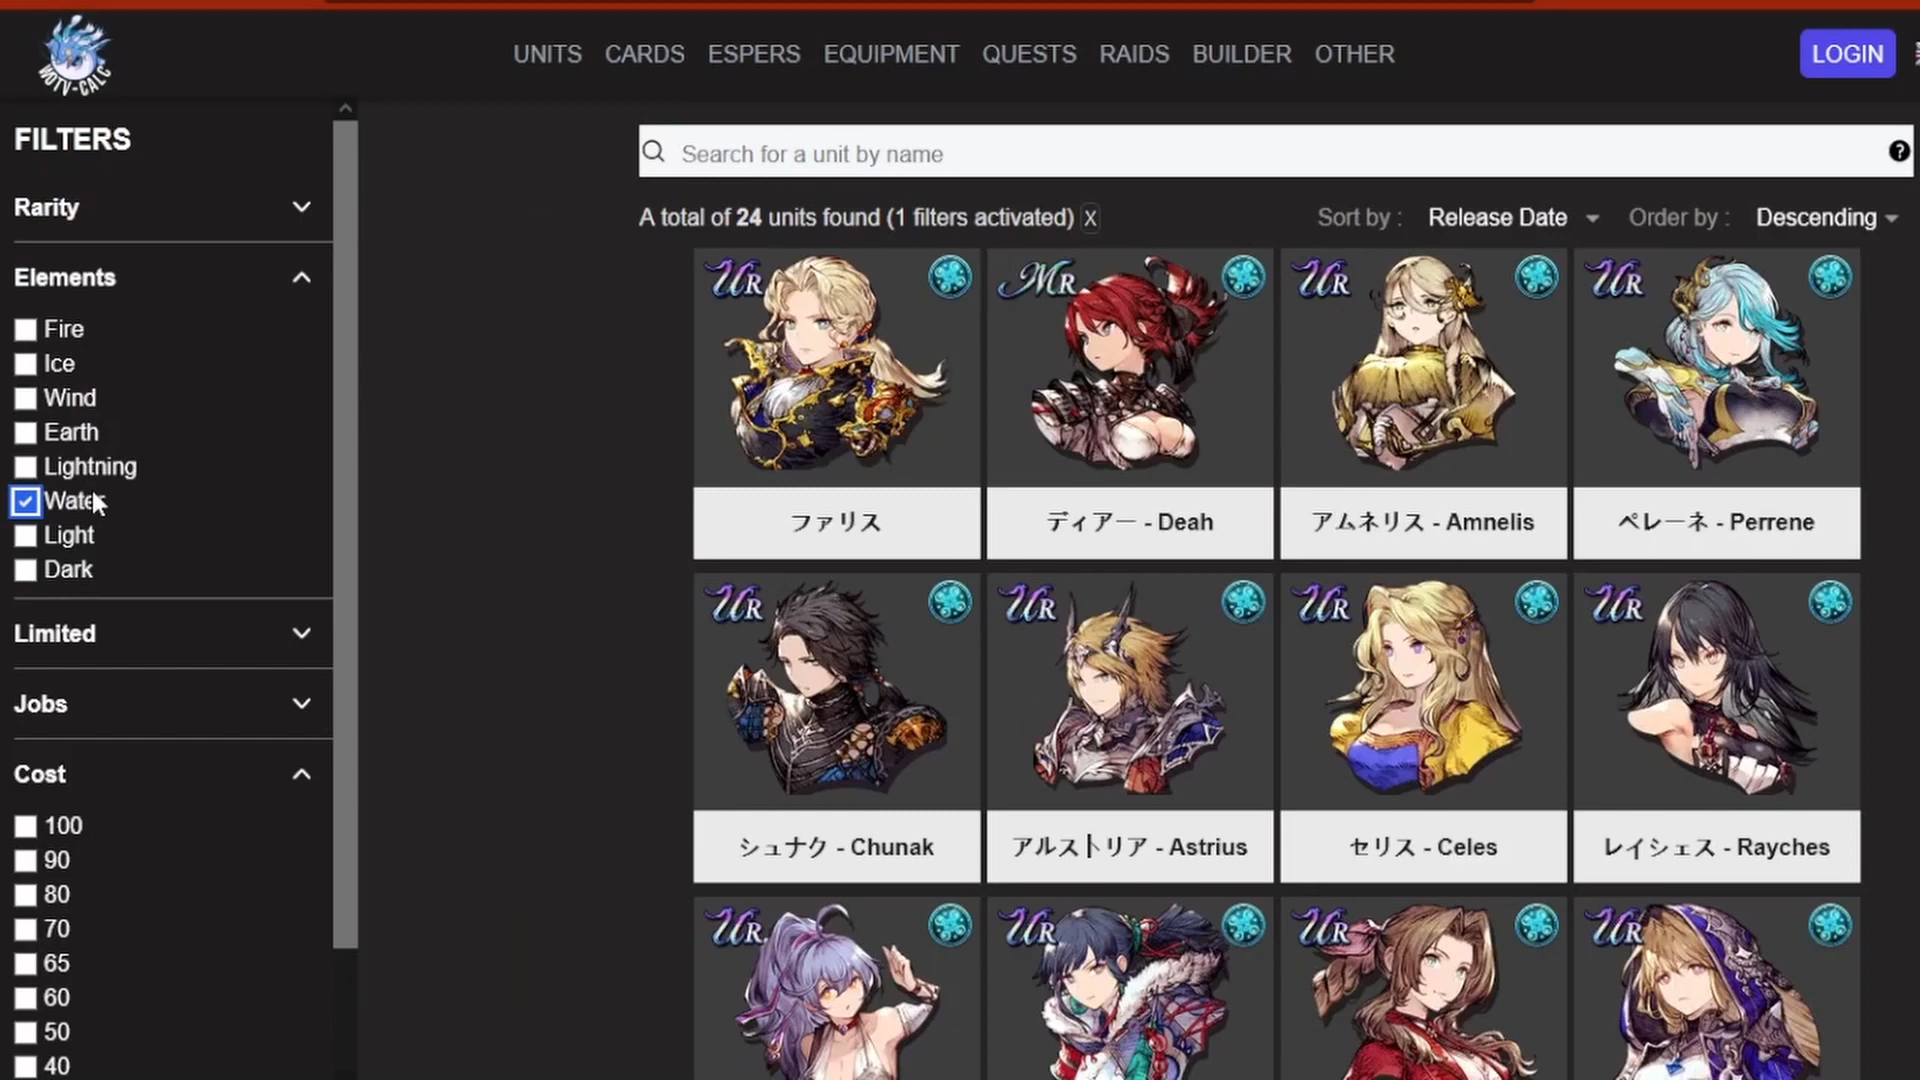 WOTV-CALC
UNITS CARDS ESPERS EQUIPMENT QUESTS RAIDS BUILDER OTHER
LOGIN
FILTERS
Rarity
Elements
Fire
Ice
Wind
Earth
Lightning
Water
Light
Dark
Limited
Jobs
Cost
100
90
80
70
65
60
50
40
Search for a unit by name
?
A total of 24 units found (1 filters activated) X
Sort by : Release Date Order by : Descending
UR MR UR UR
ファリス
ディアー - Deah
アムネリス - Amnelis
ペレーネ - Perrene
UR UR UR UR
シュナク - Chunak
アルストリア - Astrius
セリス - Celes
レイシェス - Rayches
UR UR UR UR